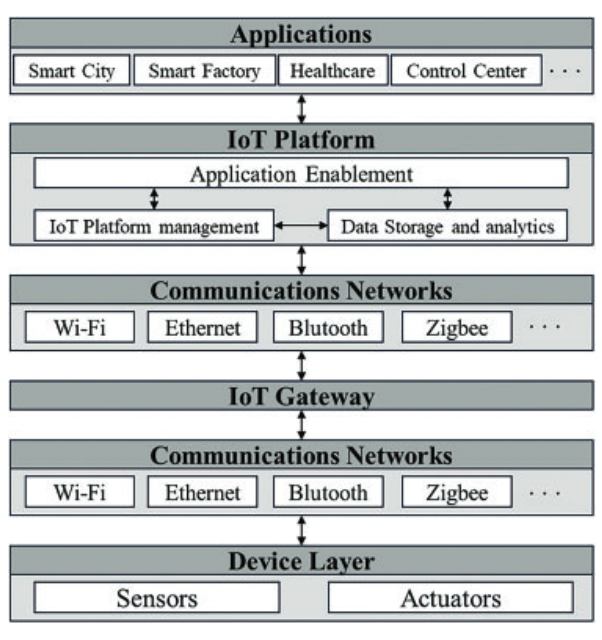 Applications
Smart City Smart Factory Healthcare Control Center . . .
IoT Platform
Application Enablement
IoT Platform management Data Storage and analytics
Communications Networks
Wi-Fi Ethernet Blutooth Zigbee . . .
IoT Gateway
Communications Networks
Wi-Fi Ethernet Blutooth Zigbee . . .
Device Layer
Sensors Actuators